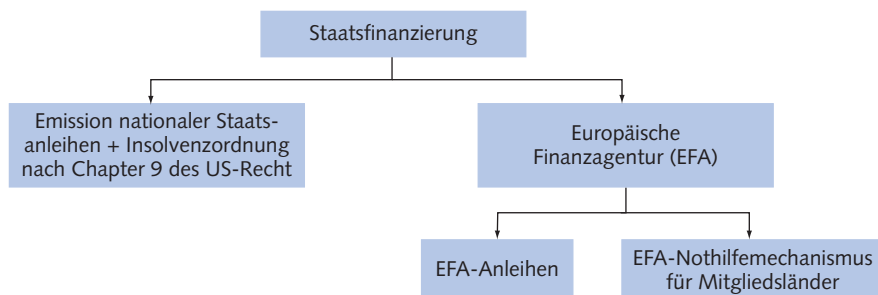 Staatsfinanzierung
Emission nationaler Staats-
anleihen + Insolvenzordnung
nach Chapter 9 des US-Recht
Europäische
Finanzagentur (EFA)
EFA-Anleihen
EFA-Nothilfemechanismus
für Mitgliedsländer